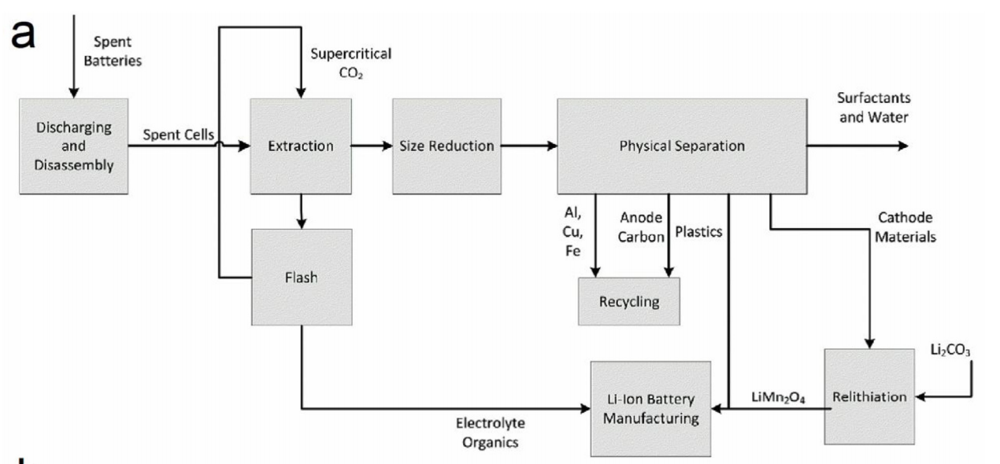 a
Spent
Batteries
Supercritical
CO₂
Surfactants
and Water
Discharging
and
Disassembly
Spent Cells
Extraction
Size Reduction
Physical Separation
Al,
Cu,
Fe
Anode
Carbon
Plastics
Cathode
Materials
Flash
Recycling
Li₂CO₃
Li-Ion Battery
Manufacturing
LiMn₂O₄
Relithiation
Electrolyte
Organics